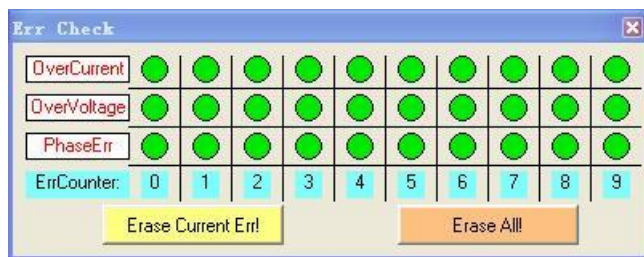 Err Check
OverCurrent
OverVoltage
PhaseErr
ErrCounter: 0 1 2 3 4 5 6 7 8 9
Erase Current Err! Erase All!